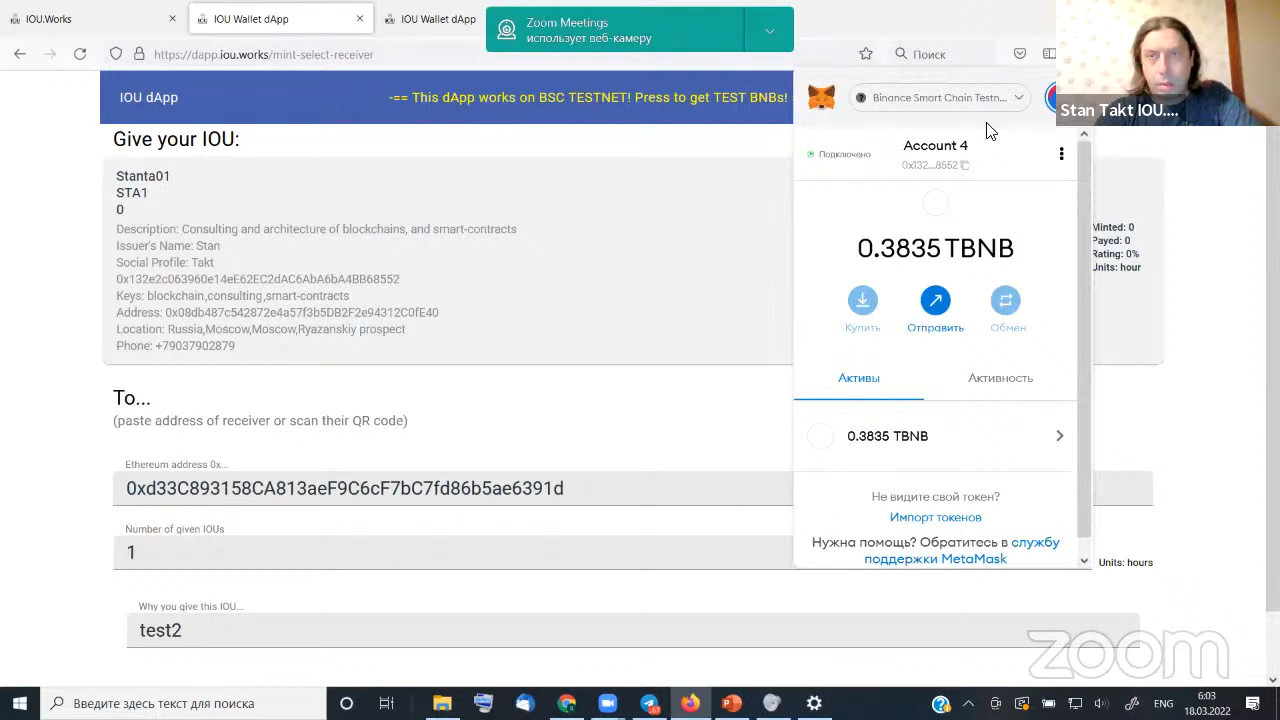 IOU.Works
IOU Wallet dApp
IOU Wallet dApp
Zoom Meetings
использует веб-камеру
https://dapp.iou.works/mint-select-receiver
Поиск
IOU dApp
-== This dApp works on BSC TESTNET! Press to get TEST BNBs!
Binance Smart Chain Testn...
Stan Takt IOU....
Give your IOU:
Stanta01
STA1
0
Description: Consulting and architecture of blockchains, and smart-contracts
Issuer's Name: Stan
Social Profile: Takt
0x132e2c063960e14eE62EC2dAC6AbA6bA4BB68552
Keys: blockchain,consulting,smart-contracts
Address: 0x08db487c542872e4a57f3b5DB2F2e94312C0fE40
Location: Russia,Moscow,Moscow,Ryazanskiy prospect
Phone: +79037902879
Minted: 0
Payed: 0
Rating: 0%
Units: hour
Подключено
Account 4
0x132...8552
0.3835 TBNB
Купить
Отправить
Обмен
Активы
Активность
0.3835 TBNB
Не видите свой токен?
Импорт токенов
Нужна помощь? Обратитесь в службу
поддержки MetaMask
To...
(paste address of receiver or scan their QR code)
Ethereum address 0x...
0xd33C893158CA813aeF9C6cF7bC7fd86b5ae6391d
Number of given IOUs
1
Units: hours
Why you give this IOU...
test2
zoom
Введите здесь текст для поиска
ENG
6:03
18.03.2022